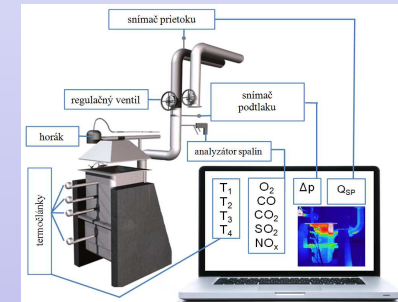 snímač prietoku
regulačný ventil
snímač
podtlaku
horák
analyzátor spalín
termočlánky
T1
T2
T3
T4
O2
CO
CO2
SO2
NOx
Δp
QSP